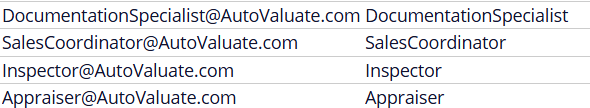 DocumentationSpecialist@AutoValuate.com DocumentationSpecialist
SalesCoordinator@AutoValuate.com SalesCoordinator
Inspector@AutoValuate.com Inspector
Appraiser@AutoValuate.com Appraiser